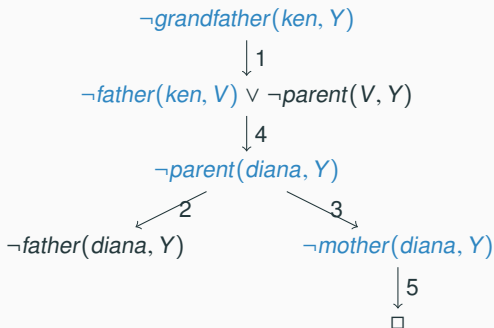 ¬grandfather(ken, Y)
1
¬father(ken, V) ∨ ¬parent(V, Y)
4
¬parent(diana, Y)
2 3
¬father(diana, Y) ¬mother(diana, Y)
5
□